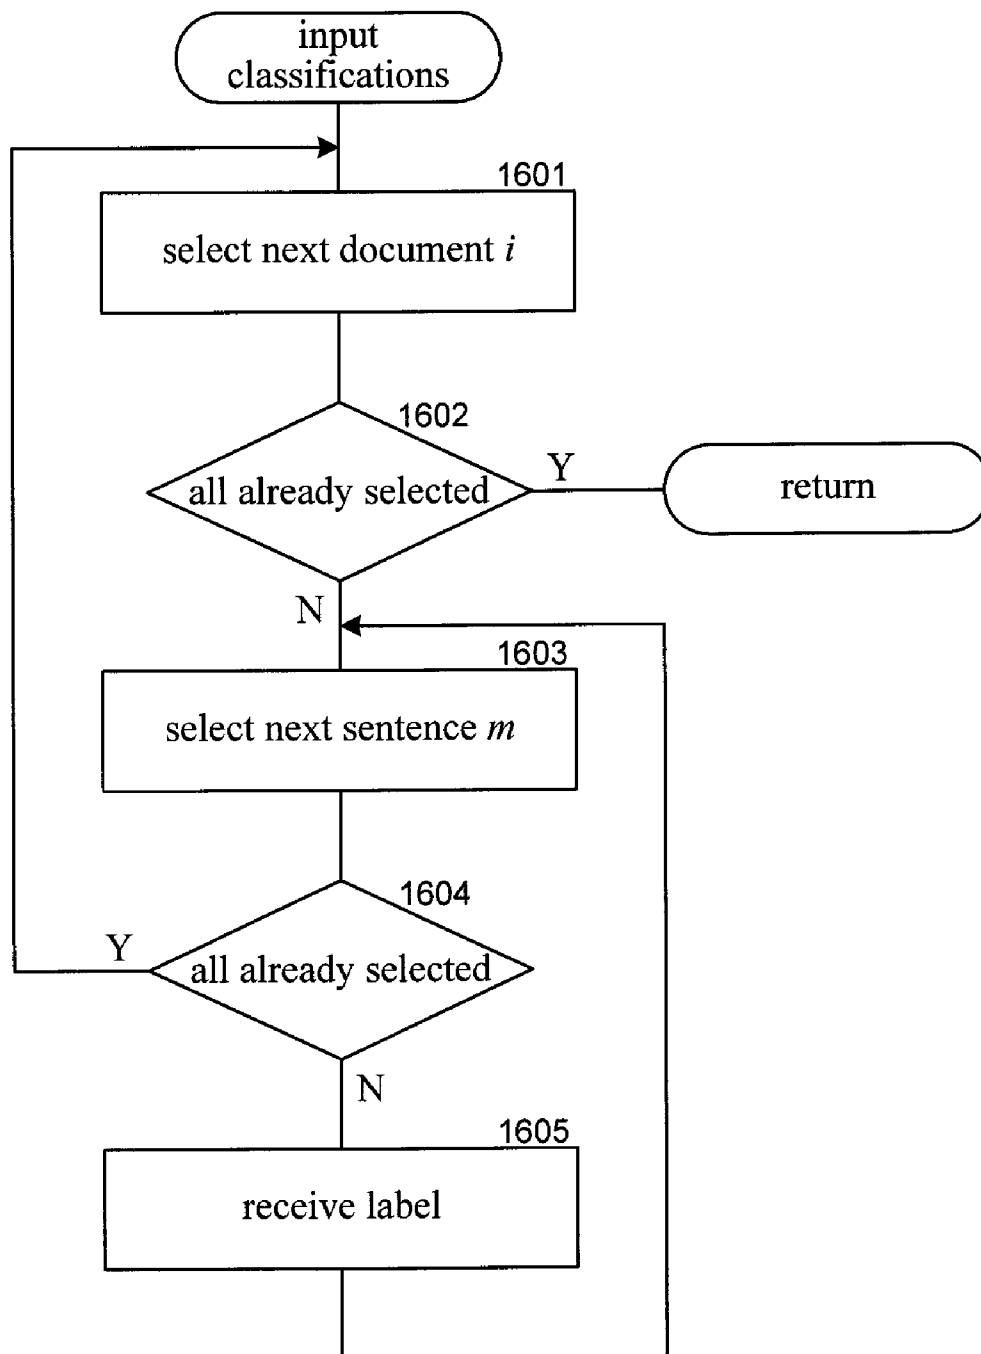 input
classifications
1601
select next document i
1602
all already selected
Y
return
N
1603
select next sentence m
1604
Y
all already selected
N
1605
receive label